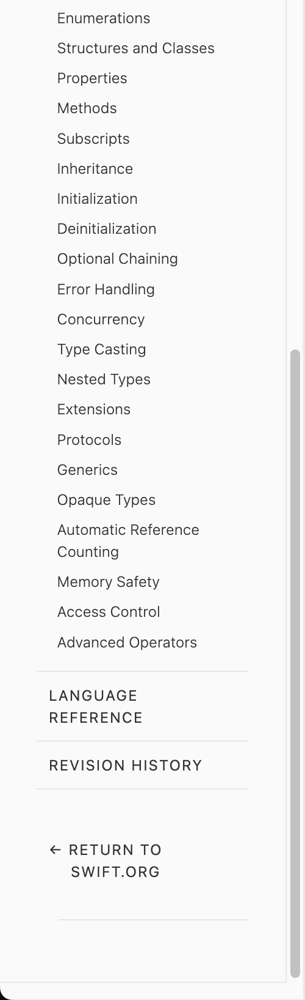 Enumerations
Structures and Classes
Properties
Methods
Subscripts
Inheritance
Initialization
Deinitialization
Optional Chaining
Error Handling
Concurrency
Type Casting
Nested Types
Extensions
Protocols
Generics
Opaque Types
Automatic Reference
Counting
Memory Safety
Access Control
Advanced Operators
LANGUAGE
REFERENCE
REVISION HISTORY
← RETURN TO
SWIFT.ORG